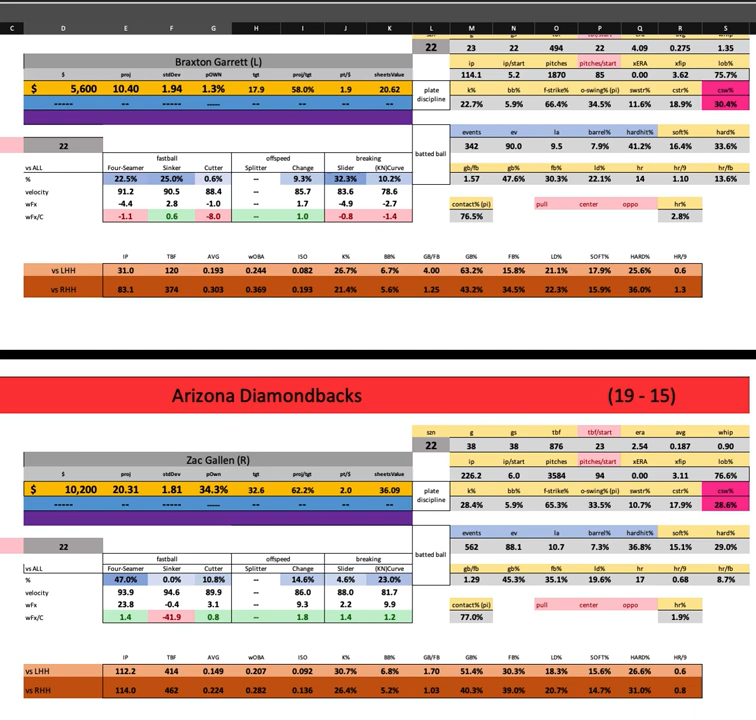 C D E F G H I J K L M N O P Q R S
22 23 22 494 22 4.09 0.275 1.35
Braxton Garrett (L) ip ip/start pitches pitches/start xERA xfip lob%
$ proj stdDev pOWN tgt proj/tgt pt/$ sheetsValue 114.1 5.2 1870 85 0.00 3.62 75.7%
$ 5,600 10.40 1.94 1.3% 17.9 58.0% 1.9 20.62 plate discipline k% bb% f-strike% o-swing% (pi) swstr% cstr% csw%
----- -- ----- -- ---- -- -- -- 22.7% 5.9% 66.4% 34.5% 11.6% 18.9% 30.4%
batted ball events ev la barrel% hardhit% soft% hard%
22 342 90.0 9.5 7.9% 41.2% 16.4% 33.6%
fastball offspeed breaking
vs ALL Four-Seamer Sinker Cutter Splitter Change Slider (KN)Curve gb/fb gb% fb% ld% hr hr/9 hr/fb
% 22.5% 25.0% 0.6% -- 9.3% 32.3% 10.2% 1.57 47.6% 30.3% 22.1% 14 1.10 13.6%
velocity 91.2 90.5 88.4 85.7 83.6 78.6
wFx -4.4 2.8 -1.0 1.7 -4.9 -2.7 contact% (pi) pull center oppo hr%
wFx/C -1.1 0.6 -8.0 -- 1.0 -0.8 -1.4 76.5% 2.8%
IP TBF AVG wOBA ISO K% BB% GB/FB GB% FB% LD% SOFT% HARD% HR/9
vs LHH 31.0 120 0.193 0.244 0.082 26.7% 6.7% 4.00 63.2% 15.8% 21.1% 17.9% 25.6% 0.6
vs RHH 83.1 374 0.303 0.369 0.193 21.4% 5.6% 1.25 43.2% 34.5% 22.3% 15.9% 36.0% 1.3
Arizona Diamondbacks (19 - 15)
szn g gs tbf tbf/start era avg whip
22 38 38 876 23 2.54 0.187 0.90
Zac Gallen (R) ip ip/start pitches pitches/start xERA xfip lob%
$ proj stdDev pOwn tgt proj/tgt pt/$ sheetsValue 226.2 6.0 3584 94 0.00 3.11 76.6%
$ 10,200 20.31 1.81 34.3% 32.6 62.2% 2.0 36.09 plate discipline k% bb% f-strike% o-swing% (pi) swstr% cstr% csw%
----- -- ----- -- ---- -- -- -- 28.4% 5.9% 65.3% 33.5% 10.7% 17.9% 28.6%
batted ball events ev la barrel% hardhit% soft% hard%
22 562 88.1 10.7 7.3% 36.8% 15.1% 29.0%
fastball offspeed breaking
vs ALL Four-Seamer Sinker Cutter Splitter Change Slider (KN)Curve gb/fb gb% fb% ld% hr hr/9 hr/fb
% 47.0% 0.0% 10.8% -- 14.6% 4.6% 23.0% 1.29 45.3% 35.1% 19.6% 17 0.68 8.7%
velocity 93.9 94.6 89.9 86.0 88.0 81.7
wFx 23.8 -0.4 3.1 9.3 2.2 9.9 contact% (pi) pull center oppo hr%
wFx/C 1.4 -41.9 0.8 -- 1.8 1.4 1.2 77.0% 1.9%
IP TBF AVG wOBA ISO K% BB% GB/FB GB% FB% LD% SOFT% HARD% HR/9
vs LHH 112.2 414 0.149 0.207 0.092 30.7% 6.8% 1.70 51.4% 30.3% 18.3% 15.6% 26.6% 0.6
vs RHH 114.0 462 0.224 0.282 0.136 26.4% 5.2% 1.03 40.3% 39.0% 20.7% 14.7% 31.0% 0.8